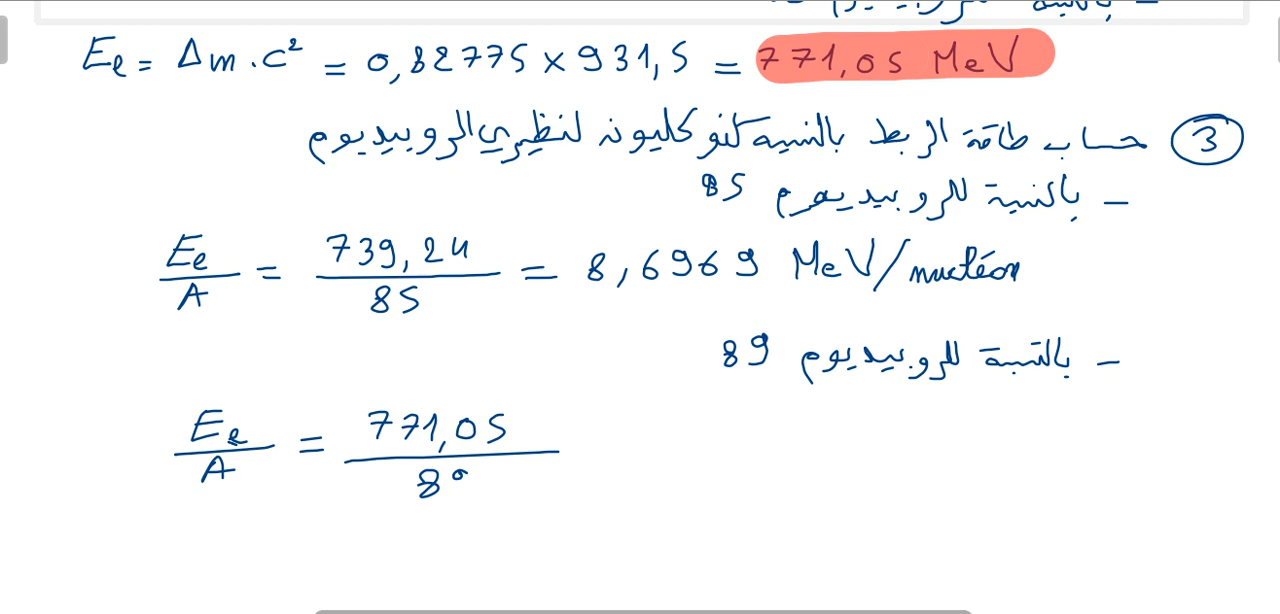 Eₗ = Δm . c² = 0,82775 × 931,5 = 771,05 MeV
③ حساب طاقة الربط بالنسبة لنوكليون لنظيري الروبيديوم
- بالنسبة للروبيديوم 85
Eₗ/A = 739,24/85 = 8,6969 MeV/nucléon
- بالنسبة للروبيديوم 89
Eₗ/A = 771,05/8